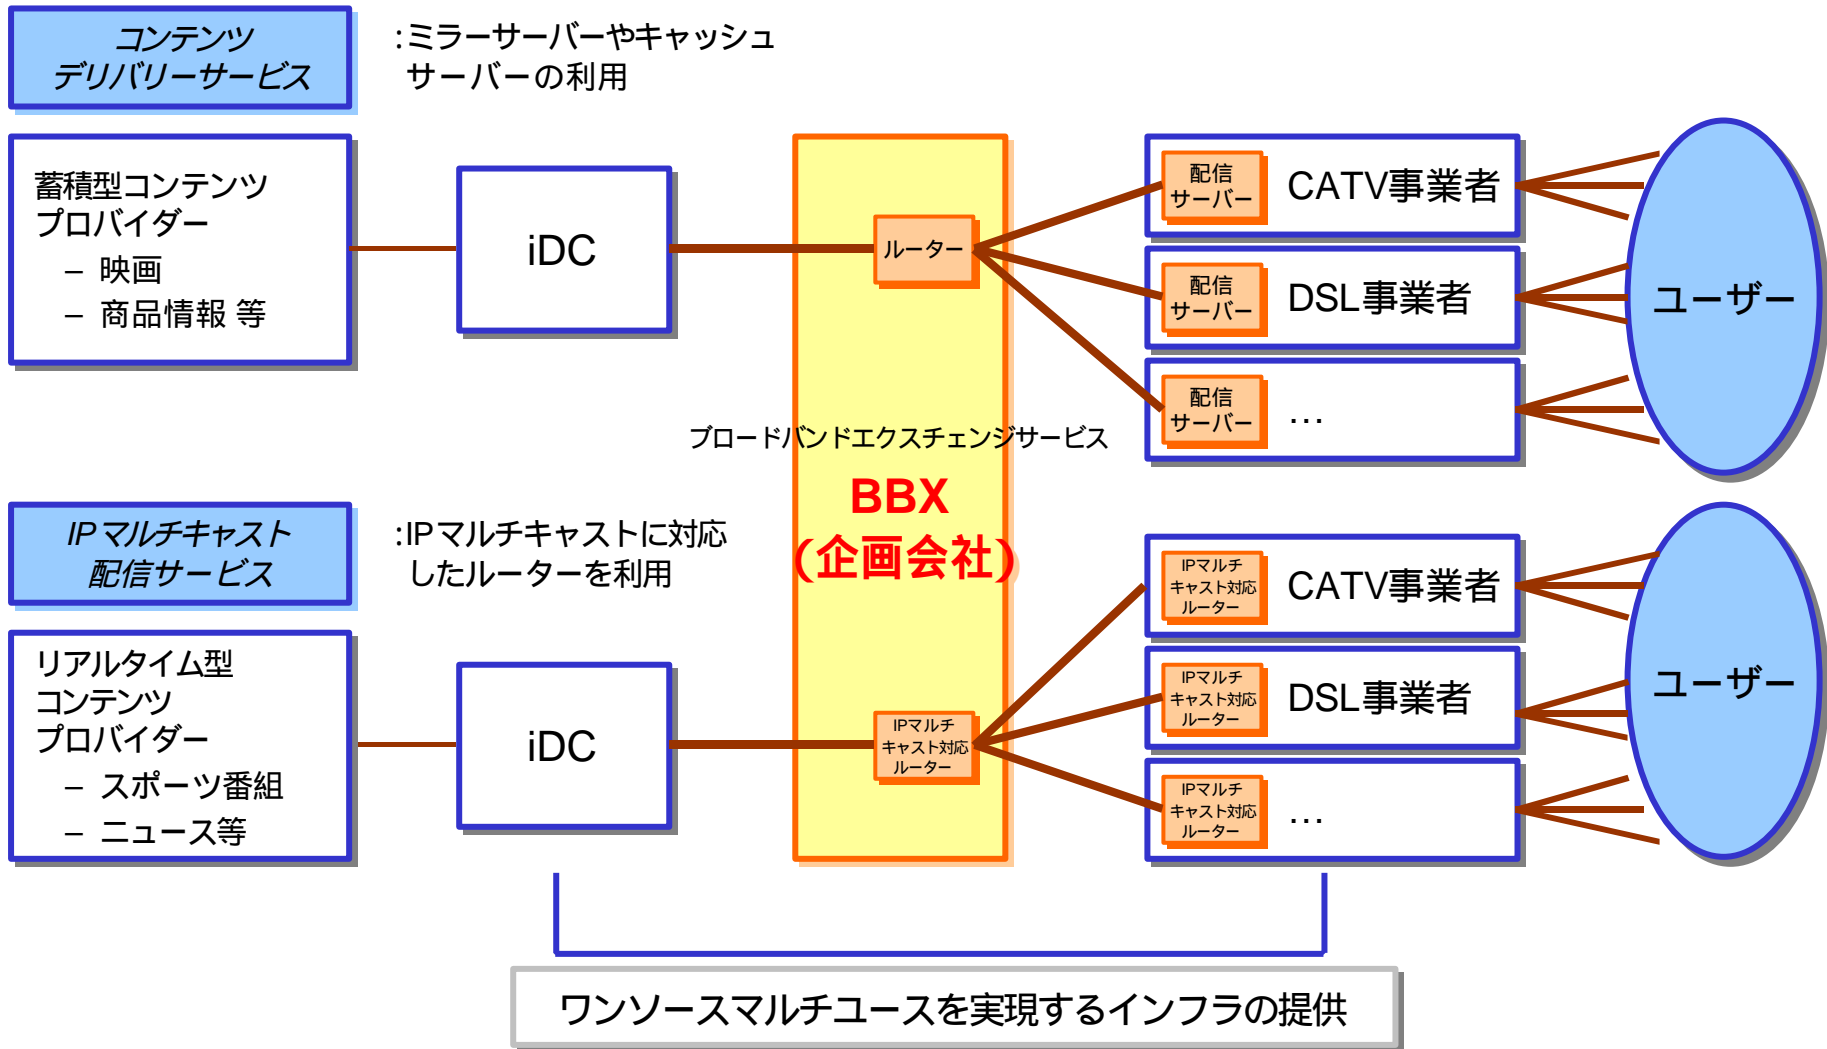 コンテンツ
デリバリーサービス
:ミラーサーバーやキャッシュ
サーバーの利用
蓄積型コンテンツ
プロバイダー
– 映画
– 商品情報 等
iDC
ルーター
配信
サーバー
CATV事業者
配信
サーバー
DSL事業者
配信
サーバー
…
ユーザー
ブロードバンドエクスチェンジサービス
BBX
(企画会社)
IPマルチキャスト
配信サービス
:IPマルチキャストに対応
したルーターを利用
リアルタイム型
コンテンツ
プロバイダー
– スポーツ番組
– ニュース等
iDC
IPマルチ
キャスト対応
ルーター
IPマルチ
キャスト対応
ルーター
CATV事業者
IPマルチ
キャスト対応
ルーター
DSL事業者
IPマルチ
キャスト対応
ルーター
…
ユーザー
ワンソースマルチユースを実現するインフラの提供